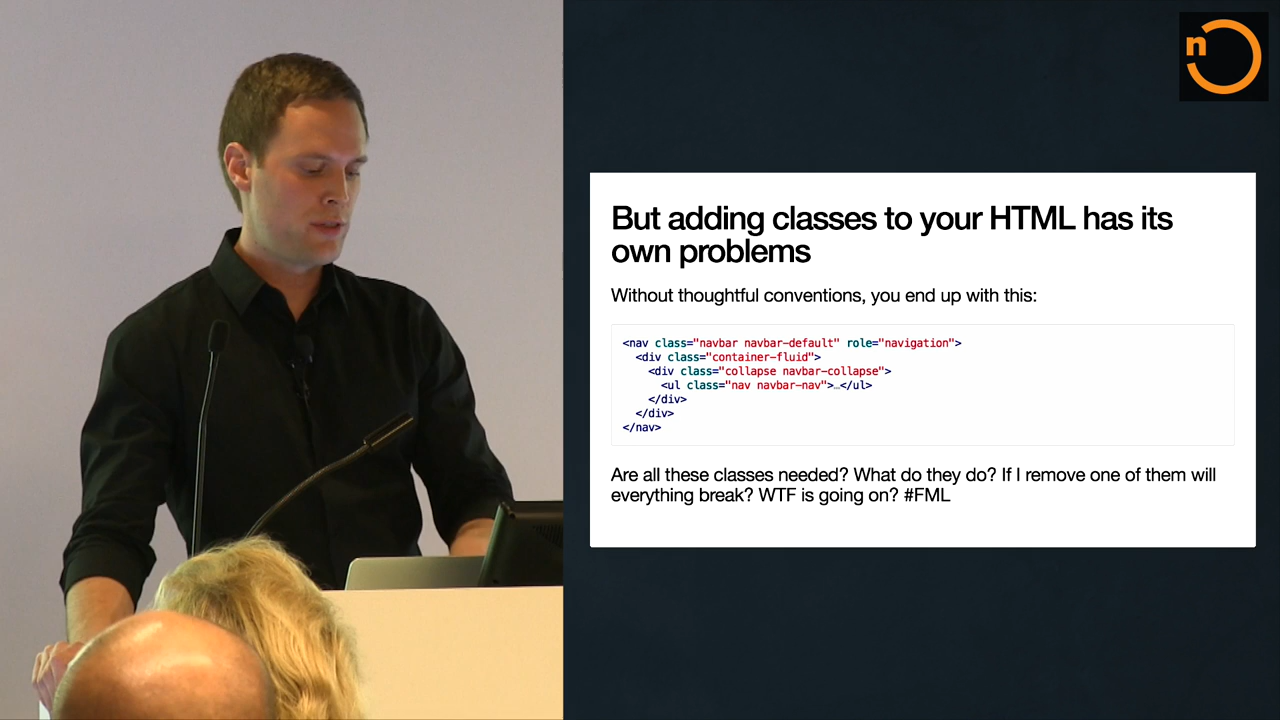 n
But adding classes to your HTML has its
own problems
Without thoughtful conventions, you end up with this:
<nav class="navbar navbar-default" role="navigation">
<div class="container-fluid">
<div class="collapse navbar-collapse">
<ul class="nav navbar-nav">…</ul>
</div>
</div>
</nav>
Are all these classes needed? What do they do? If I remove one of them will
everything break? WTF is going on? #FML